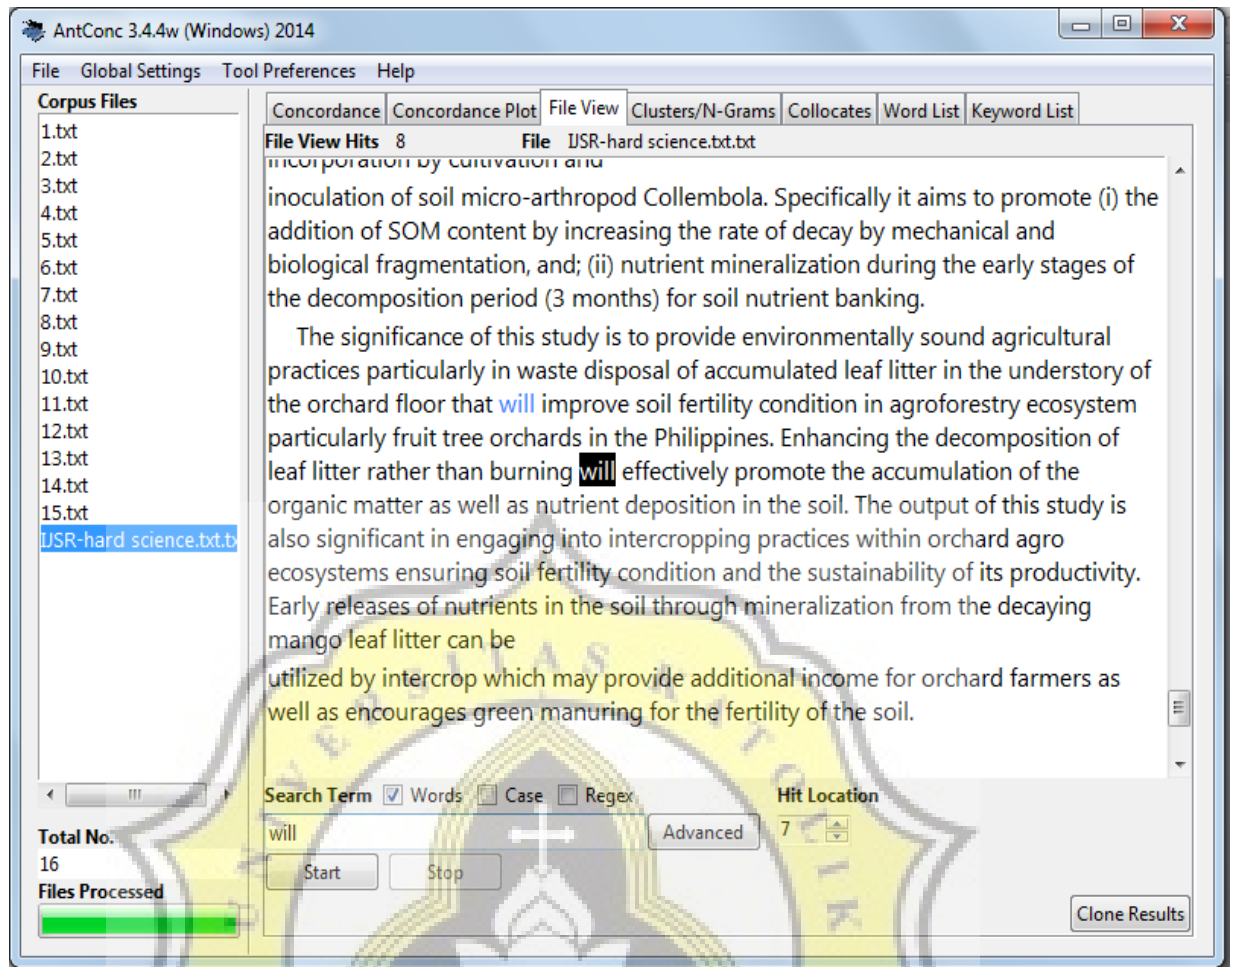 AntConc 3.4.4w (Windows) 2014
File Global Settings Tool Preferences Help
Corpus Files
1.txt
2.txt
3.txt
4.txt
5.txt
6.txt
7.txt
8.txt
9.txt
10.txt
11.txt
12.txt
13.txt
14.txt
15.txt
IJSR-hard science.txt.tx
Total No.
16
Files Processed
Concordance Concordance Plot File View Clusters/N-Grams Collocates Word List Keyword List
File View Hits 8 File IJSR-hard science.txt.txt
incorporation by cultivation and
inoculation of soil micro-arthropod Collembola. Specifically it aims to promote (i) the
addition of SOM content by increasing the rate of decay by mechanical and
biological fragmentation, and; (ii) nutrient mineralization during the early stages of
the decomposition period (3 months) for soil nutrient banking.
The significance of this study is to provide environmentally sound agricultural
practices particularly in waste disposal of accumulated leaf litter in the understory of
the orchard floor that will improve soil fertility condition in agroforestry ecosystem
particularly fruit tree orchards in the Philippines. Enhancing the decomposition of
leaf litter rather than burning will effectively promote the accumulation of the
organic matter as well as nutrient deposition in the soil. The output of this study is
also significant in engaging into intercropping practices within orchard agro
ecosystems ensuring soil fertility condition and the sustainability of its productivity.
Early releases of nutrients in the soil through mineralization from the decaying
mango leaf litter can be
utilized by intercrop which may provide additional income for orchard farmers as
well as encourages green manuring for the fertility of the soil.
Search Term Words Case Regex Hit Location
will Advanced 7
Start Stop
Clone Results